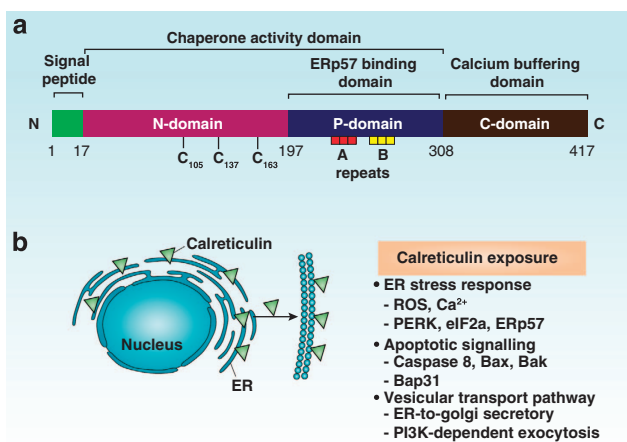 a
Chaperone activity domain
Signal
peptide
ERp57 binding
domain
Calcium buffering
domain
N
N-domain
P-domain
C-domain
C
1
17
C105
C137
C163
197
A
B
308
417
repeats
b
Calreticulin
Nucleus
ER
Calreticulin exposure
• ER stress response
- ROS, Ca2+
- PERK, eIF2a, ERp57
• Apoptotic signalling
- Caspase 8, Bax, Bak
- Bap31
• Vesicular transport pathway
- ER-to-golgi secretory
- PI3K-dependent exocytosis